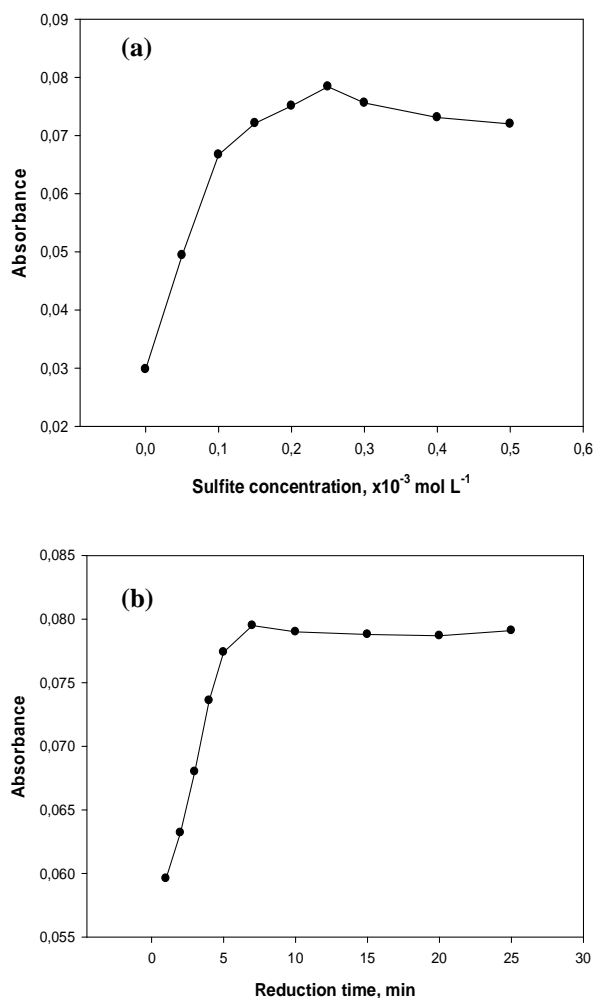 (a)
Absorbance
0,09
0,08
0,07
0,06
0,05
0,04
0,03
0,02
0,0 0,1 0,2 0,3 0,4 0,5 0,6
Sulfite concentration, x10⁻³ mol L⁻¹
(b)
Absorbance
0,085
0,080
0,075
0,070
0,065
0,060
0,055
0 5 10 15 20 25 30
Reduction time, min